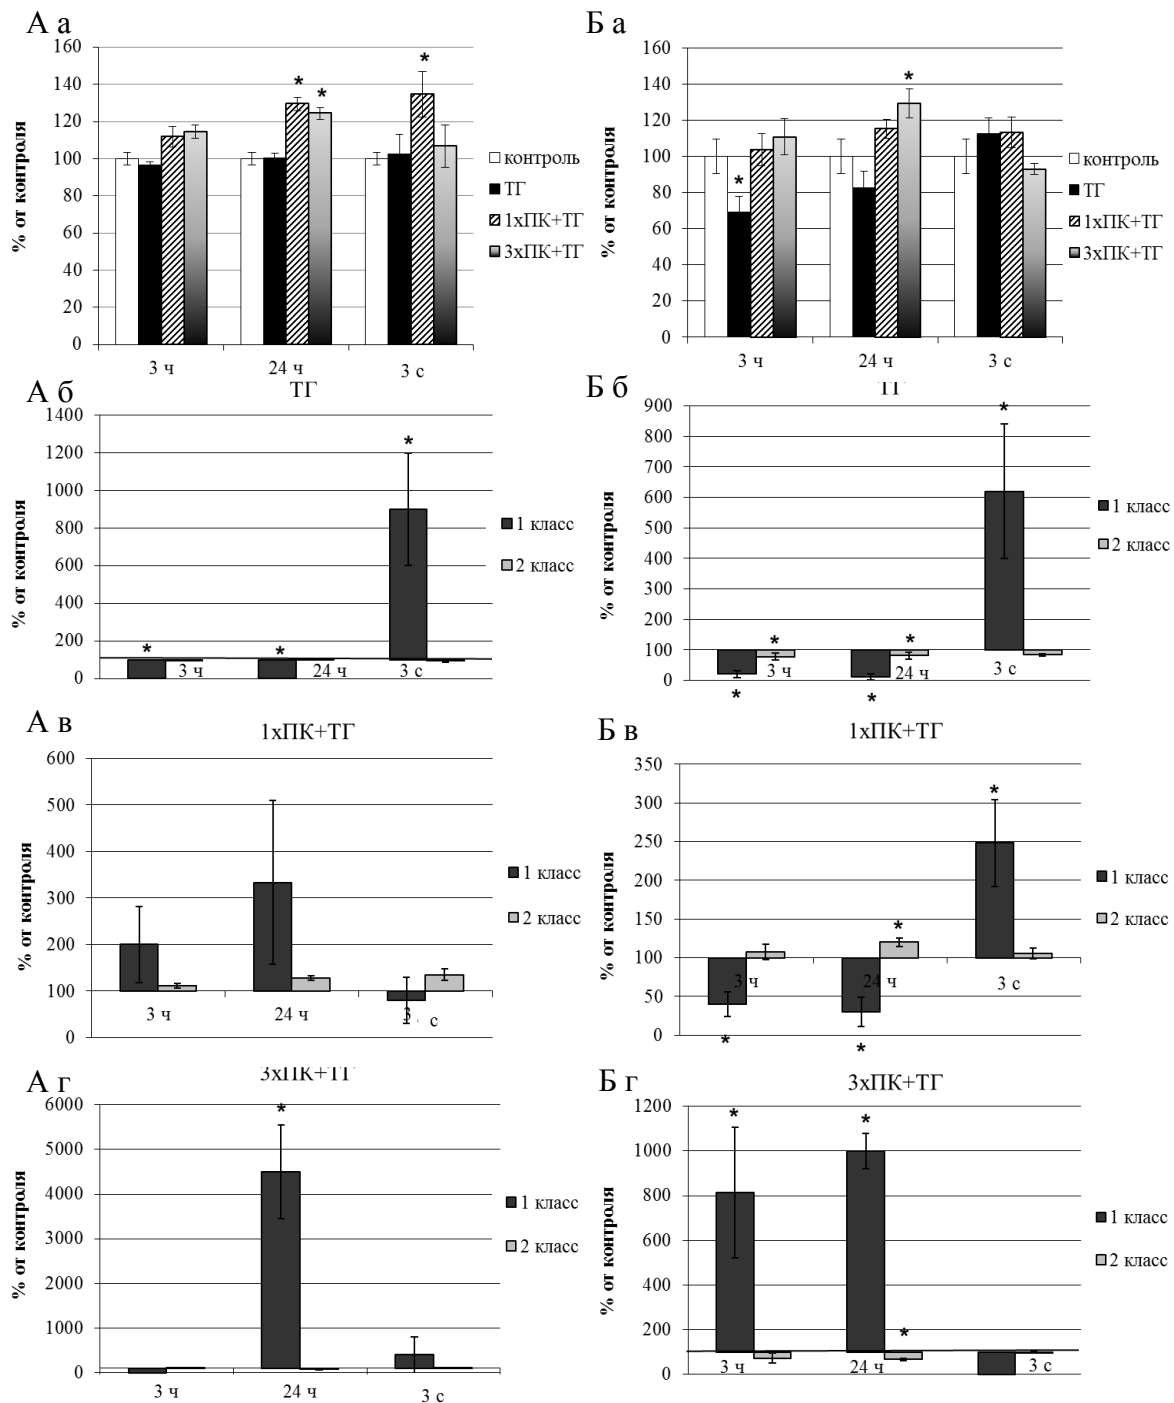 А а
160
140
120
100
80
60
40
20
0
% от контроля
* * *
3 ч 24 ч 3 с
контроль
ТГ
1хПК+ТГ
3хПК+ТГ
Б а
160
140
120
100
80
60
40
20
0
% от контроля
* *
3 ч 24 ч 3 с
контроль
ТГ
1хПК+ТГ
3хПК+ТГ
А б
ТГ
1400
1200
1000
800
600
400
200
0
% от контроля
* * *
3 ч 24 ч 3 с
1 класс
2 класс
Б б
ТГ
900
800
700
600
500
400
300
200
100
0
% от контроля
* * * * *
3 ч 24 ч 3 с
1 класс
2 класс
А в
1хПК+ТГ
600
500
400
300
200
100
0
% от контроля
3 ч 24 ч 3 с
1 класс
2 класс
Б в
1хПК+ТГ
350
300
250
200
150
100
50
0
% от контроля
* * * *
3 ч 24 ч 3 с
1 класс
2 класс
А г
3хПК+ТГ
6000
5000
4000
3000
2000
1000
0
% от контроля
*
3 ч 24 ч 3 с
1 класс
2 класс
Б г
3хПК+ТГ
1200
1000
800
600
400
200
0
% от контроля
* * *
3 ч 24 ч 3 с
1 класс
2 класс